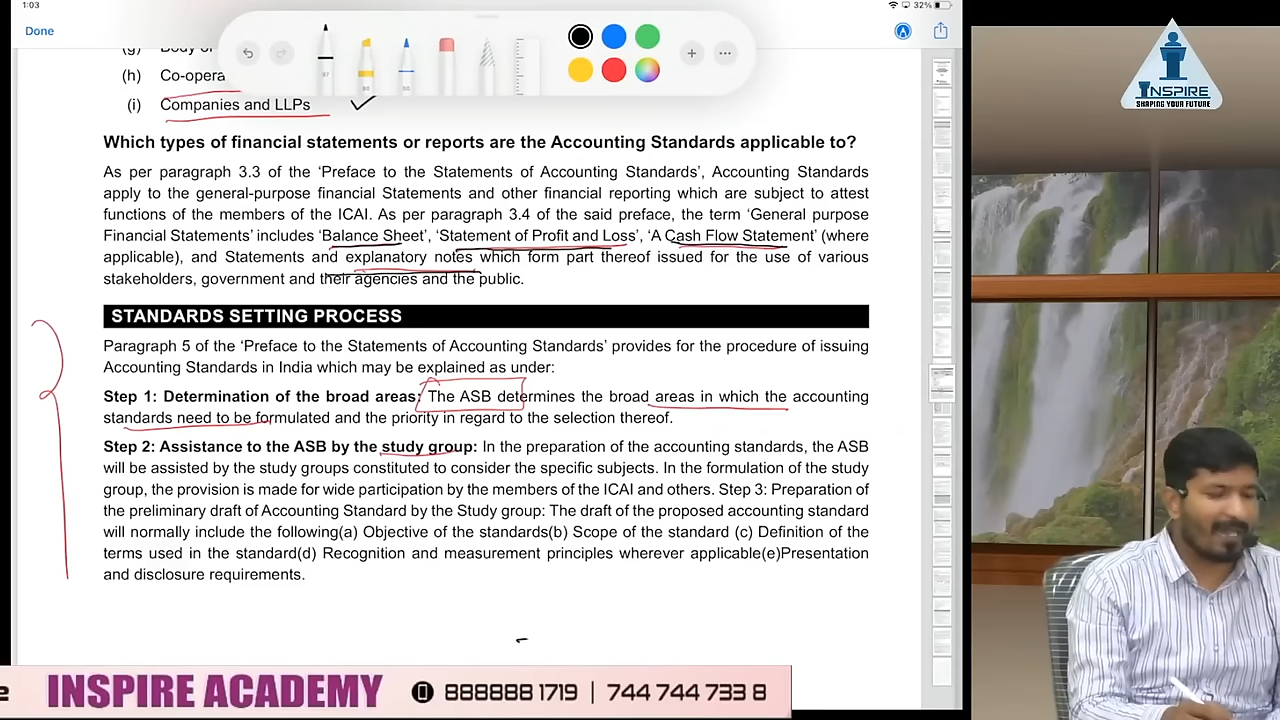 1:03
32%
Done
(g) Body or
(h) Co-opera
(i) Companies and LLPs
Which types of financial statements or reports are the Accounting Standards applicable to?
As per paragraph 3.3 of the ‘Preface to the Statements of Accounting Standards’, Accounting Standards
apply to the general-purpose financial Statements and other financial reporting which are subject to attest
functions of the members of the ICAI. As per paragraph 3.4 of the said preface, the term ‘General purpose
Financial Statements’ includes ‘Balance Sheet’, ‘Statement of Profit and Loss’, ‘A Cash Flow Statement’ (where
applicable), and Statements and explanatory notes which form part thereof issued for the use of various
stakeholders, government and their agencies and the public.
STANDARDS SETTING PROCESS
Paragraph 5 of the ‘Preface to the Statements of Accounting Standards’ provides for the procedure of issuing
Accounting Standards in India which may be explained as under:
Step 1: Determination of the broad area: The ASB determines the broad areas in which the accounting
standards need to formulated and the priority in regard to the selection thereof.
Step 2: Assistance to the ASB by the study group: In the preparation of the accounting standards, the ASB
will be assisted by the study groups constituted to consider the specific subjects. In the formulation of the study
group, the provision is made for wide participation by the members of the ICAI and others. Step 3: Preparation of
the preliminary draft of Accounting Standard by the Study Group: The draft of the proposed accounting standard
will normally include the following(a) Objective of the standards(b) Scope of the standard (c) Definition of the
terms used in the standard(d) Recognition and measurement principles wherever applicable(e)Presentation
and disclosure requirements.
INSPIRE
SHAPING YOUR FUTURE
e INSPIRE ACADEMY 888888 1719 | 744 744 733 8